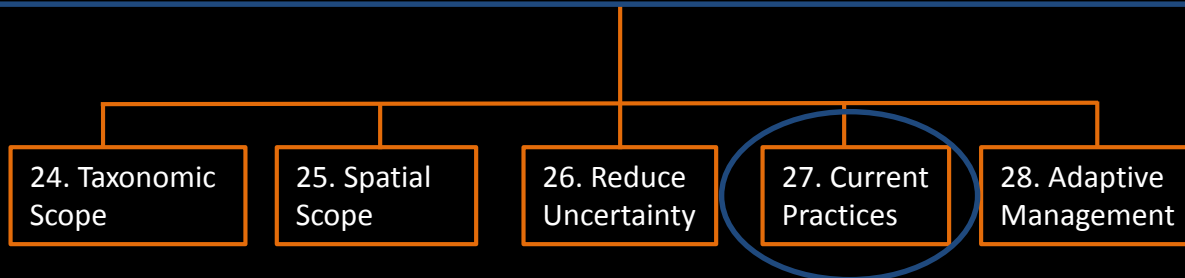 24. Taxonomic
Scope
25. Spatial
Scope
26. Reduce
Uncertainty
27. Current
Practices
28. Adaptive
Management